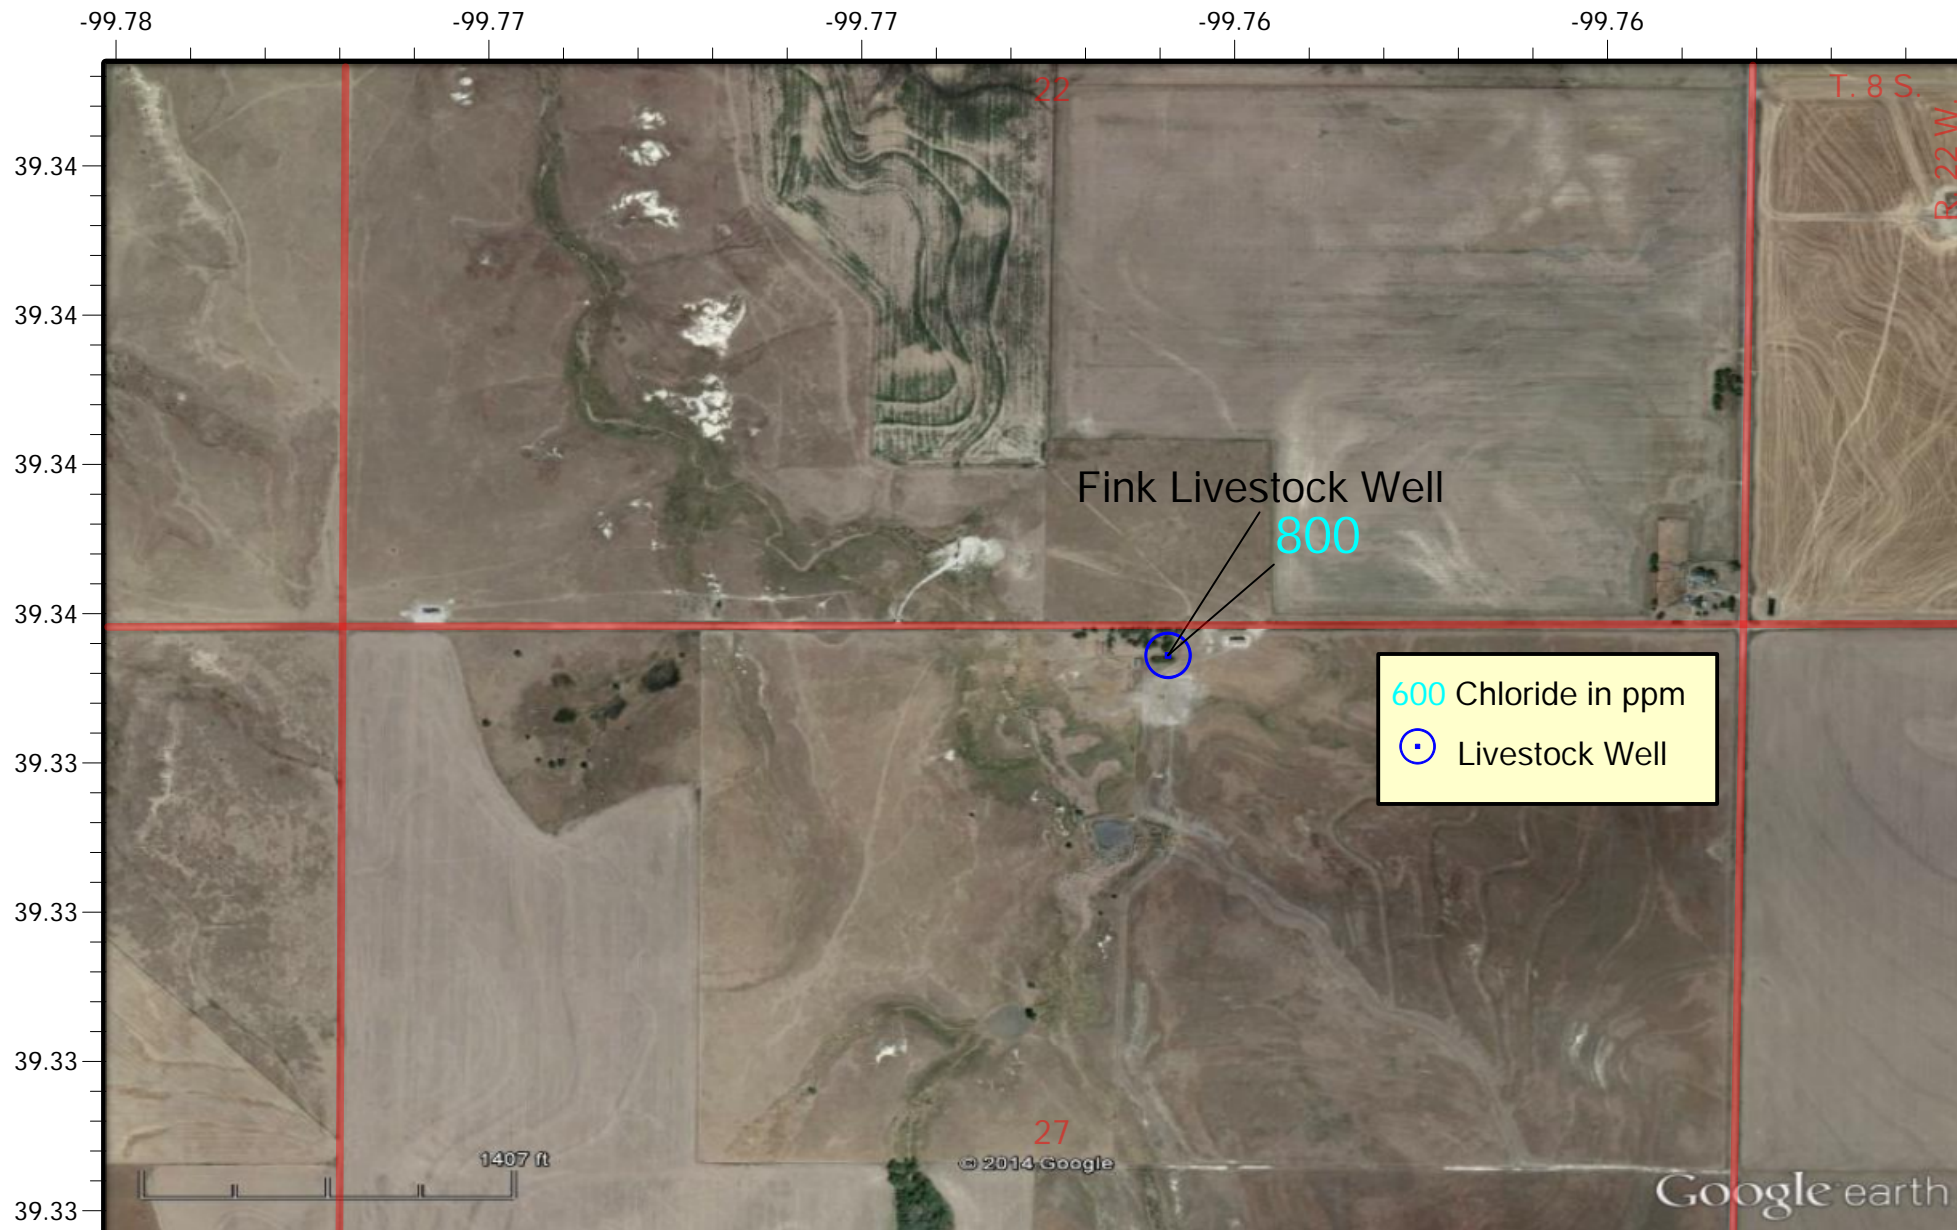 -99.78 -99.77 -99.77 -99.76 -99.76
22
T. 8 S.
R. 22 W.
39.34
39.34
39.34
Fink Livestock Well
800
39.34
600 Chloride in ppm
Livestock Well
39.33
39.33
39.33
27
1407 ft
© 2014 Google
Google earth
39.33